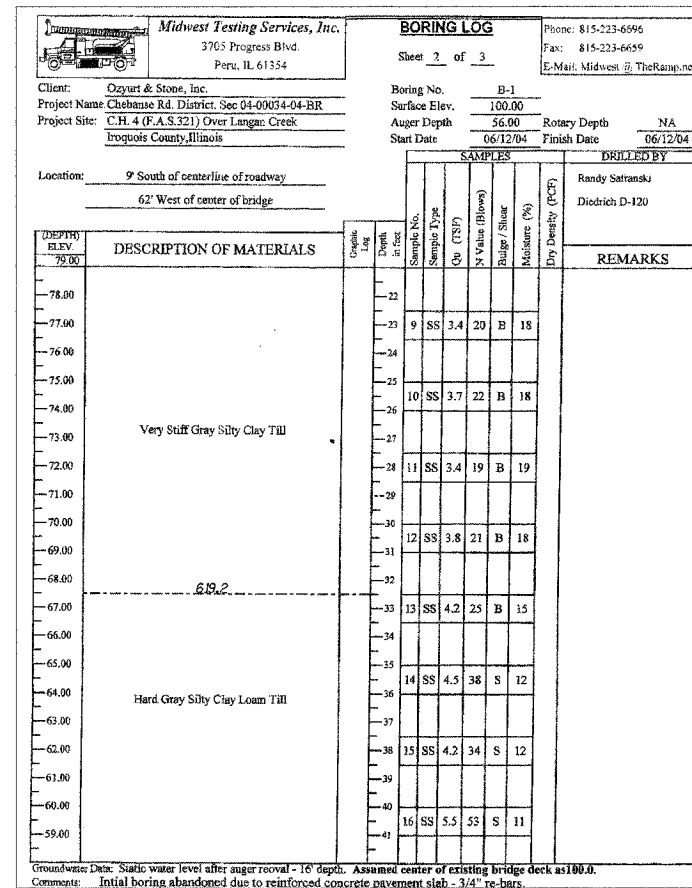 Midwest Testing Services, Inc.
3705 Progress Blvd.
Peru, IL 61354
BORING LOG
Sheet 2 of 3
Phone: 815-223-6696
Fax: 815-223-6659
E-Mail: Midwest @ TheRamp.ne
Client: Ozyurt & Stone, Inc.
Project Name: Chebanse Rd. District. Sec 04-00034-04-BR
Project Site: C.H. 4 (F.A.S.321) Over Langan Creek
Iroquois County,Illinois
Boring No. B-1
Surface Elev. 100.00
Auger Depth 56.00 Rotary Depth NA
Start Date 06/12/04 Finish Date 06/12/04
Location: 9' South of centerline of roadway
62' West of center of bridge
SAMPLES
DRILLED BY
Randy Safranski
Diedrich D-120
(DEPTH) ELEV. 79.00
DESCRIPTION OF MATERIALS
Graphic Log
Depth in feet
Sample No.
Sample Type
Qu (TSF)
N Value (Blows)
Bulge / Shear
Moisture (%)
Dry Density (PCF)
REMARKS
78.00 22
77.00 23 9 SS 3.4 20 B 18
76.00 24
75.00 25
10 SS 3.7 22 B 18
74.00 26
73.00 Very Stiff Gray Silty Clay Till 27
72.00 28 11 SS 3.4 19 B 19
71.00 29
70.00 30
12 SS 3.8 21 B 18
69.00 31
68.00 32
619.2
67.00 33 13 SS 4.2 25 B 15
66.00 34
65.00 35
14 SS 4.5 38 S 12
64.00 Hard Gray Silty Clay Loam Till 36
63.00 37
62.00 38 15 SS 4.2 34 S 12
61.00 39
60.00 40
16 SS 5.5 53 S 11
59.00 41
Groundwater Data: Static water level after auger reoval - 16' depth. Assumed center of existing bridge deck as100.0.
Comments: Intial boring abandoned due to reinforced concrete pavement slab - 3/4" re-bars.